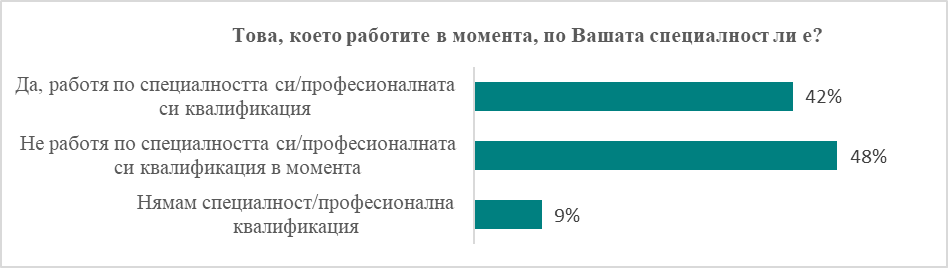 Това, което работите в момента, по Вашата специалност ли е?
Да, работя по специалността си/професионалната
си квалификация
42%
Не работя по специалността си/професионалната
си квалификация в момента
48%
Нямам специалност/професионална
квалификация
9%